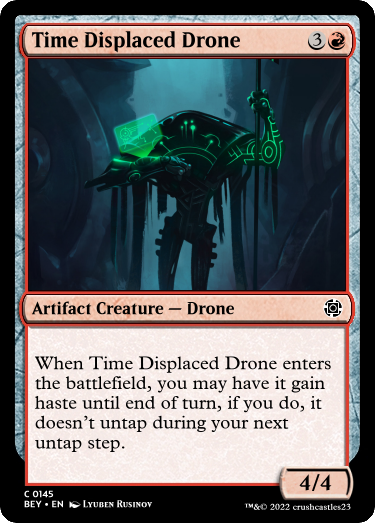 Time Displaced Drone 3
Artifact Creature — Drone
When Time Displaced Drone enters
the battlefield, you may have it gain
haste until end of turn, if you do, it
doesn't untap during your next
untap step.
4/4
C 0145
BEY • EN Lyuben Rusinov
™&© 2022 crushcastles23